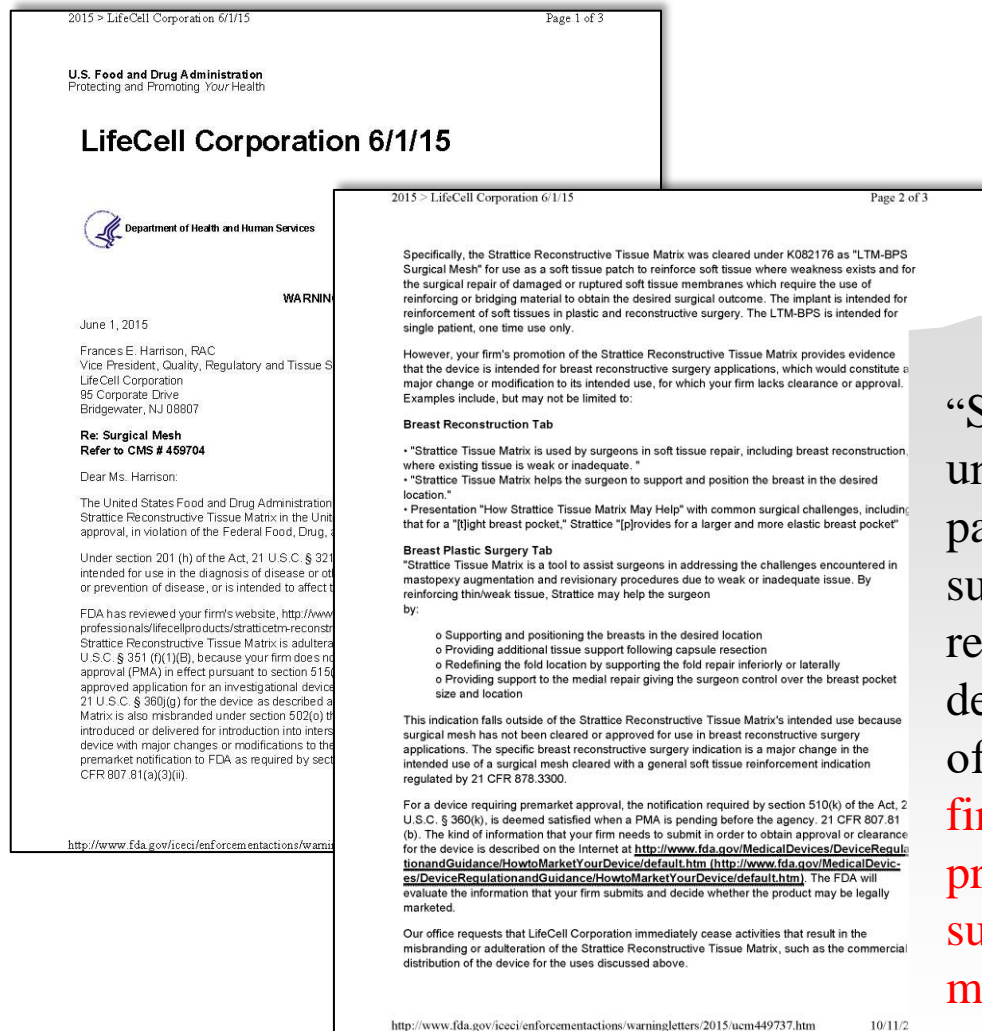 2015 > LifeCell Corporation 6/1/15 Page 1 of 3
U.S. Food and Drug Administration
Protecting and Promoting Your Health
LifeCell Corporation 6/1/15
Department of Health and Human Services
June 1, 2015
Frances E. Harrison, RAC
Vice President, Quality, Regulatory and Tissue
LifeCell Corporation
95 Corporate Drive
Bridgewater, NJ 08807
Re: Surgical Mesh
Refer to CMS # 459704
Dear Ms. Harrison:
The United States Food and Drug Administration
Strattice Reconstructive Tissue Matrix in the
approval, in violation of the Federal Food, Drug,
Under section 201 (h) of the Act, 21 U.S.C. § 321
intended for use in the diagnosis of disease or
or prevention of disease, or is intended to affect
FDA has reviewed your firm's website, http://www
professionals/lifecellproducts/stratticetm-reconstr
Strattice Reconstructive Tissue Matrix is
U.S.C. § 351 (f)(1)(B), because your firm does
approval (PMA) in effect pursuant to section
approved application for an investigational device
21 U.S.C. § 360j(g) for the device as described
Matrix is also misbranded under section 502(o)
introduced or delivered for introduction into
device with major changes or modifications to the
premarket notification to FDA as required by
CFR 807.81(a)(3)(ii).
http://www.fda.gov/iceci/enforcementactions/warni
2015 > LifeCell Corporation 6/1/15 Page 2 of 3
Specifically, the Strattice Reconstructive Tissue Matrix was cleared under K082176 as "LTM-BPS
Surgical Mesh" for use as a soft tissue patch to reinforce soft tissue where weakness exists and for
the surgical repair of damaged or ruptured soft tissue membranes which require the use of
reinforcing or bridging material to obtain the desired surgical outcome. The implant is intended for
reinforcement of soft tissues in plastic and reconstructive surgery. The LTM-BPS is intended for
single patient, one time use only.
However, your firm's promotion of the Strattice Reconstructive Tissue Matrix provides evidence
that the device is intended for breast reconstructive surgery applications, which would constitute a
major change or modification to its intended use, for which your firm lacks clearance or approval.
Examples include, but may not be limited to:
Breast Reconstruction Tab
• "Strattice Tissue Matrix is used by surgeons in soft tissue repair, including breast reconstruction,
where existing tissue is weak or inadequate. "
• "Strattice Tissue Matrix helps the surgeon to support and position the breast in the desired
location."
• Presentation "How Strattice Tissue Matrix May Help" with common surgical challenges, including
that for a "[t]ight breast pocket," Strattice "[p]rovides for a larger and more elastic breast pocket"
Breast Plastic Surgery Tab
"Strattice Tissue Matrix is a tool to assist surgeons in addressing the challenges encountered in
mastopexy augmentation and revisionary procedures due to weak or inadequate issue. By
reinforcing thin/weak tissue, Strattice may help the surgeon
by:
o Supporting and positioning the breasts in the desired location
o Providing additional tissue support following capsule resection
o Redefining the fold location by supporting the fold repair inferiorly or laterally
o Providing support to the medial repair giving the surgeon control over the breast pocket
size and location
This indication falls outside of the Strattice Reconstructive Tissue Matrix's intended use because
surgical mesh has not been cleared or approved for use in breast reconstructive surgery
applications. The specific breast reconstructive surgery indication is a major change in the
intended use of a surgical mesh cleared with a general soft tissue reinforcement indication
regulated by 21 CFR 878.3300.
For a device requiring premarket approval, the notification required by section 510(k) of the Act, 2
U.S.C. § 360(k), is deemed satisfied when a PMA is pending before the agency. 21 CFR 807.81
(b). The kind of information that your firm needs to submit in order to obtain approval or clearance
for the device is described on the Internet at http://www.fda.gov/MedicalDevices/DeviceRegula
tionandGuidance/HowtoMarketYourDevice/default.htm (http://www.fda.gov/MedicalDevic-
es/DeviceRegulationandGuidance/HowtoMarketYourDevice/default.htm). The FDA will
evaluate the information that your firm submits and decide whether the product may be legally
marketed.
Our office requests that LifeCell Corporation immediately cease activities that result in the
misbranding or adulteration of the Strattice Reconstructive Tissue Matrix, such as the commercial
distribution of the device for the uses discussed above.
http://www.fda.gov/iceci/enforcementactions/warningletters/2015/ucm449737.htm 10/11/2